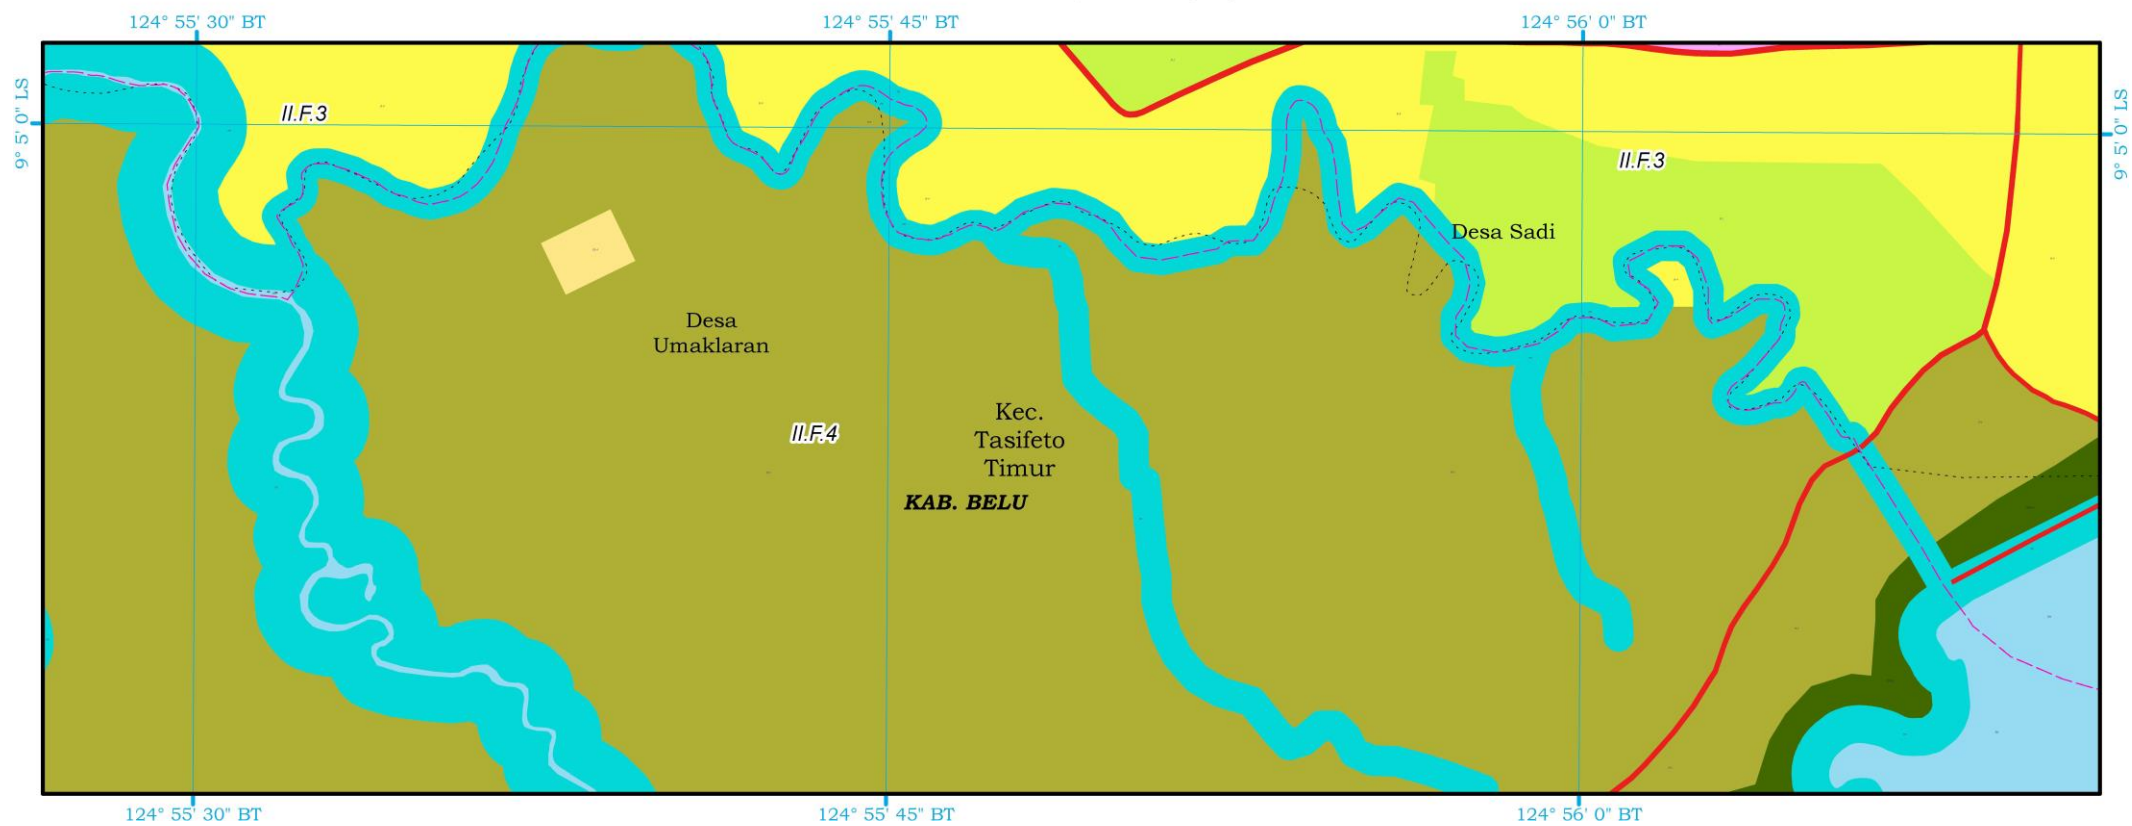 124° 55' 30" BT
124° 55' 45" BT
124° 56' 0" BT
9° 5' 0" LS
9° 5' 0" LS
II.F.3
II.F.3
Desa Sadi
Desa
Umaklaran
Kec.
Tasifeto
Timur
II.F.4
KAB. BELU
124° 55' 30" BT
124° 55' 45" BT
124° 56' 0" BT